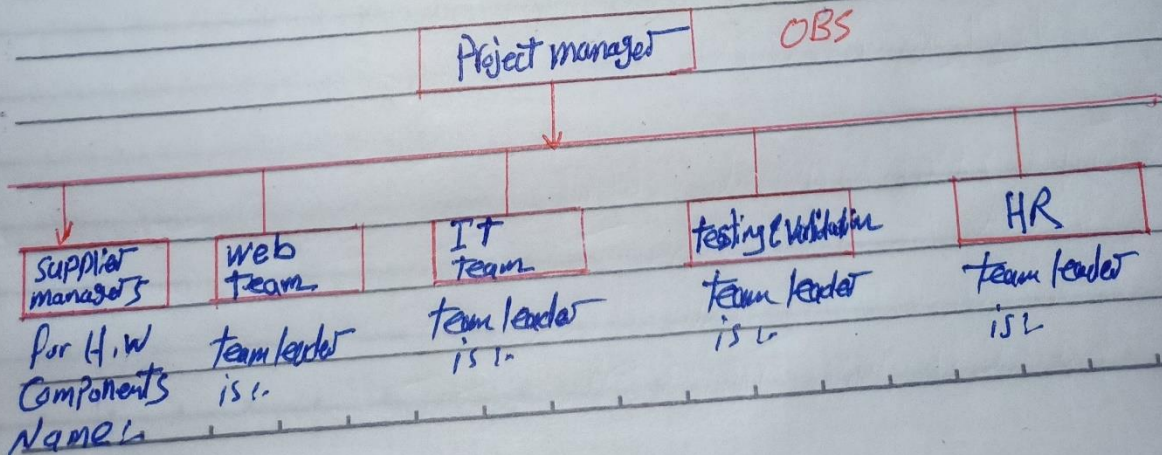 Project manager
OBS
supplier
managers
for H.W
Components
Name:
web
team
team leader
is:
IT
team
team leader
is:
testing & validation
team leader
is:
HR
team leader
is: